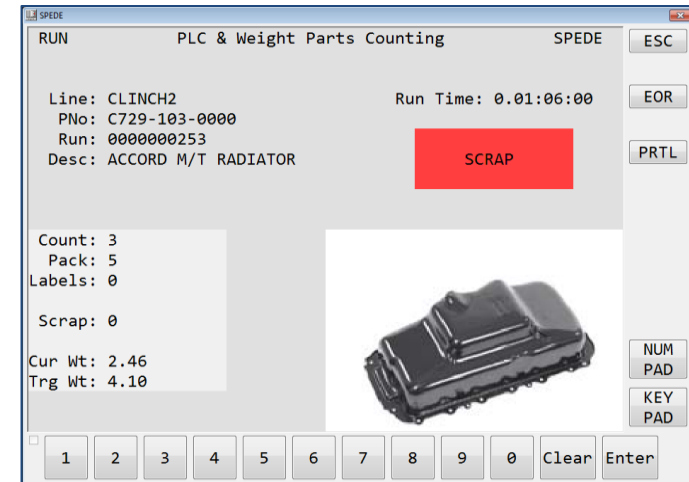 SPEDE
RUN PLC & Weight Parts Counting SPEDE
ESC
Line: CLINCH2 Run Time: 0.01:06:00
EOR
PNo: C729-103-0000
Run: 0000000253
Desc: ACCORD M/T RADIATOR
SCRAP
PRTL
Count: 3
Pack: 5
Labels: 0
Scrap: 0
Cur Wt: 2.46
Trg Wt: 4.10
NUM
PAD
KEY
PAD
1 2 3 4 5 6 7 8 9 0 Clear Enter